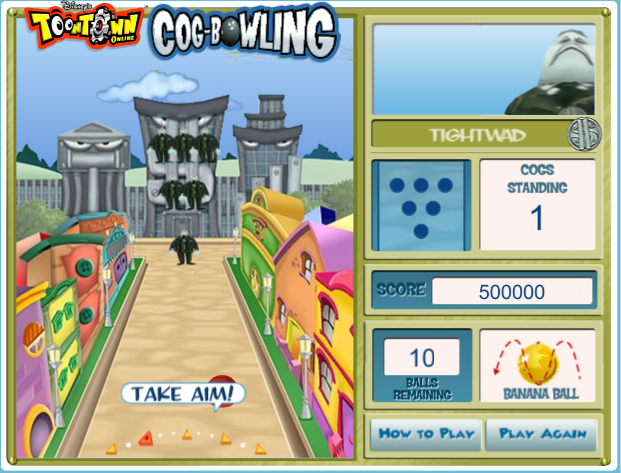 Disney's
TOONTOWN
ONLINE
COG-BOWLING
TIGHTWAD
COGS
STANDING
1
SCORE 500000
10
BALLS
REMAINING
BANANA BALL
TAKE AIM!
HOW TO PLAY
PLAY AGAIN